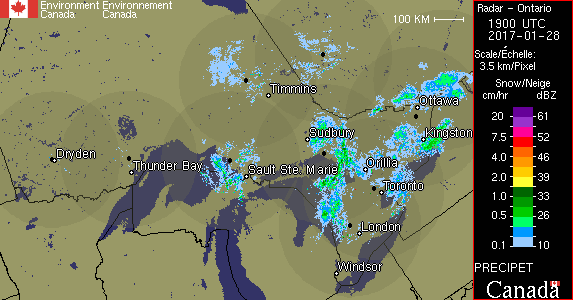 Environment Environnement
Canada Canada
100 KM
Timmins
Ottawa
Sudbury
Kingston
Dryden
Thunder Bay
Sault Ste. Marie
Orillia
Toronto
London
Windsor
Radar - Ontario
1900 UTC
2017-01-28
Scale/Échelle:
3.5 km/Pixel
Snow/Neige
cm/hr dBZ
20 61
7.5 52
4.0 46
2.0 39
1.0 33
0.5 26
0.1 10
PRECIPET
Canada